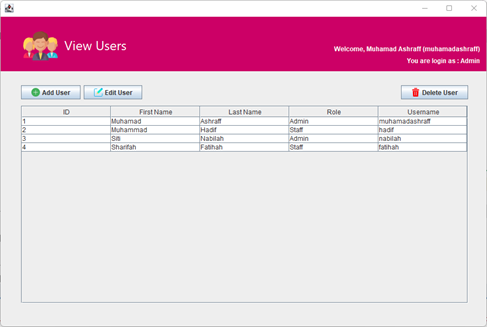 View Users
Welcome, Muhamad Ashraff (muhamadashraff)
You are login as : Admin
Add User Edit User Delete User
ID First Name Last Name Role Username
1 Muhamad Ashraff Admin muhamadashraff
2 Muhammad Hadif Staff hadif
3 Siti Nabilah Admin nabilah
4 Sharifah Fatihah Staff fatihah